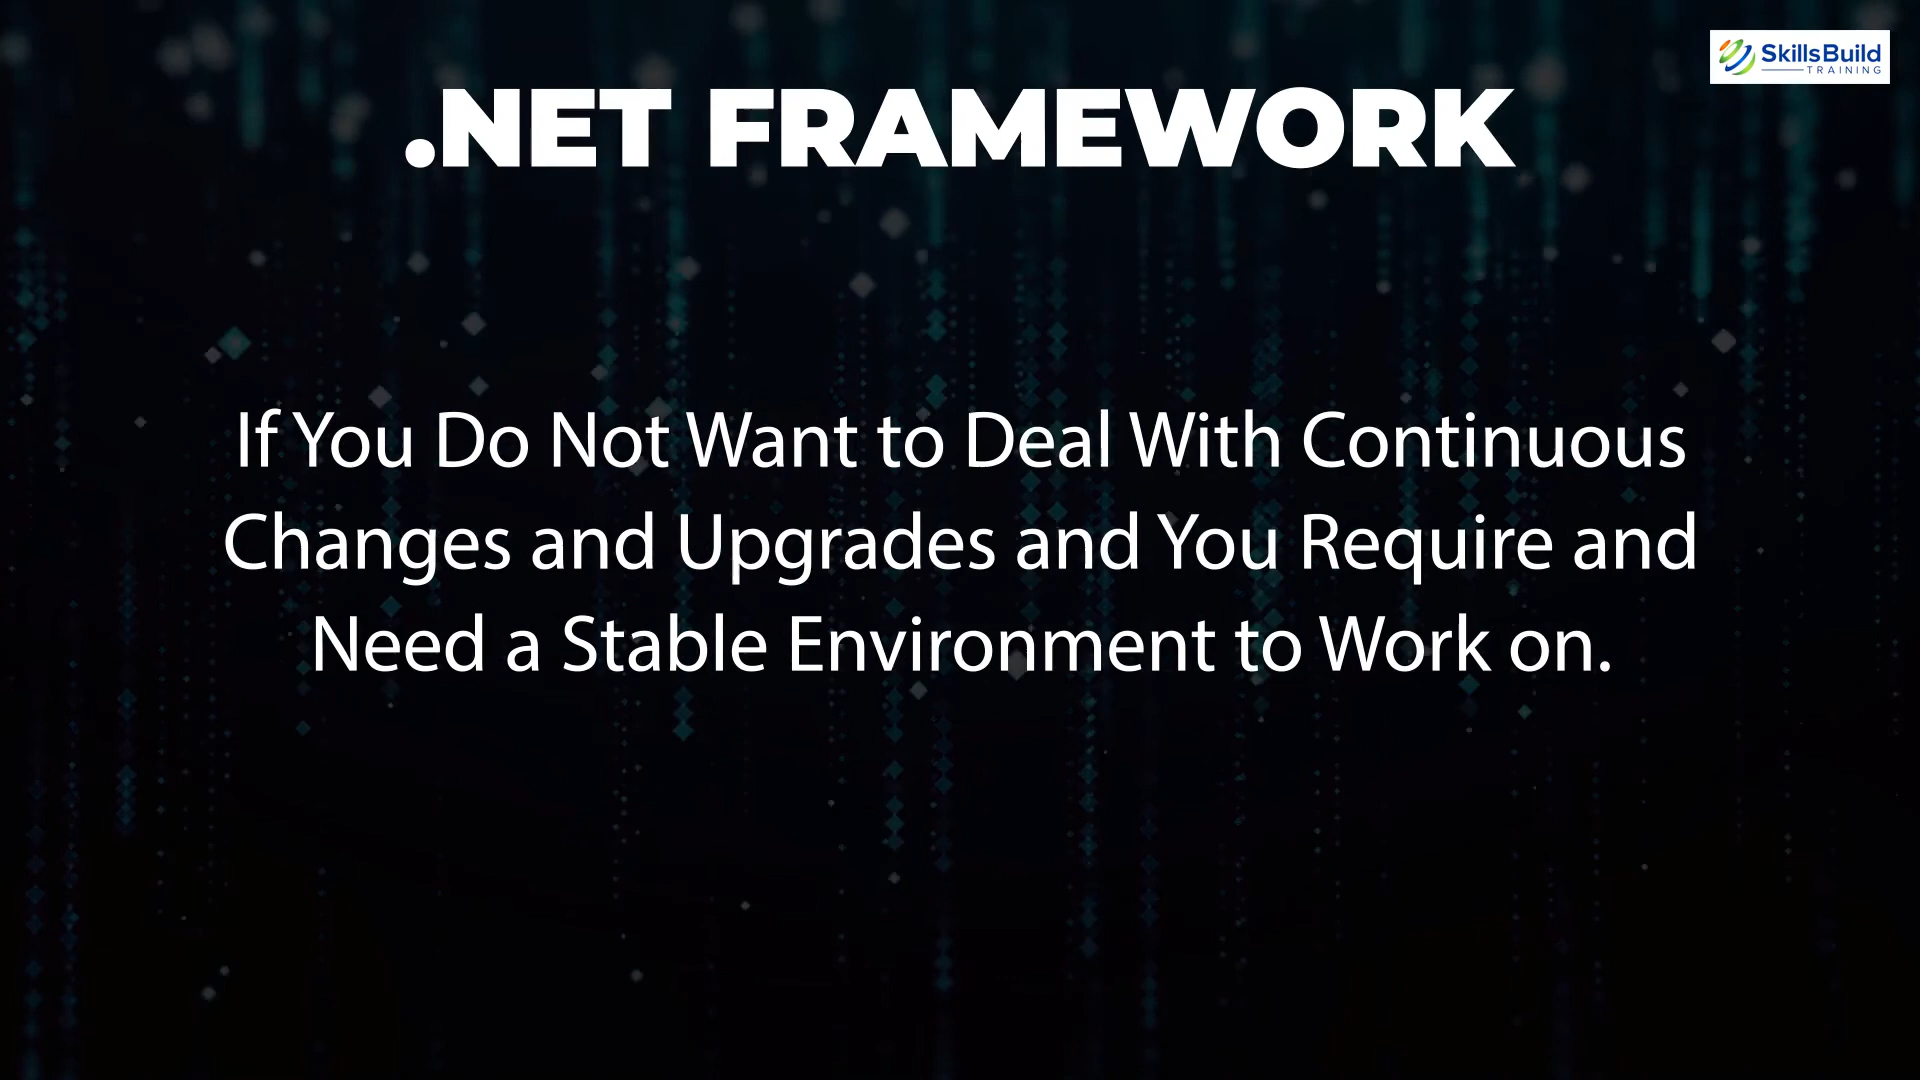 SkillsBuild
TRAINING
.NET FRAMEWORK
If You Do Not Want to Deal With Continuous
Changes and Upgrades and You Require and
Need a Stable Environment to Work on.